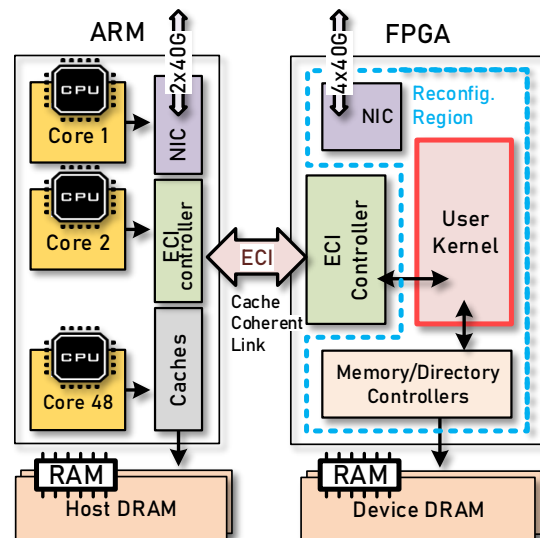 ARM
FPGA
2x40G
4x40G
CPU
Core 1
NIC
CPU
Core 2
ECI
controller
CPU
Core 48
Caches
ECI
Cache
Coherent
Link
NIC
Reconfig.
Region
ECI
Controller
User
Kernel
Memory/Directory
Controllers
RAM
Host DRAM
RAM
Device DRAM